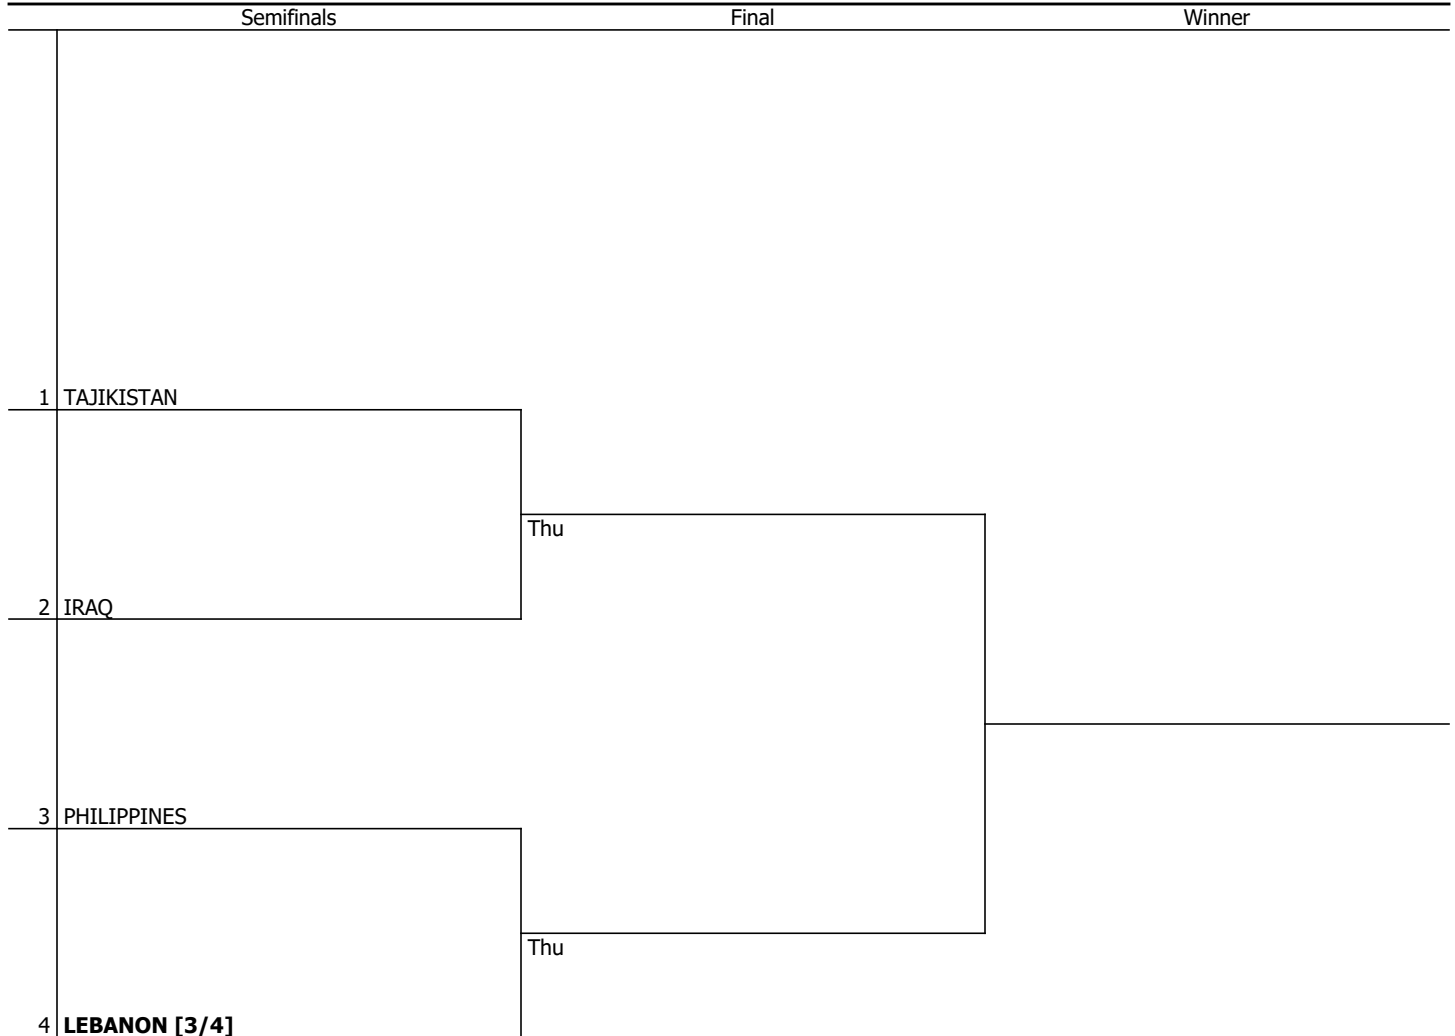 Semifinals Final Winner
1 TAJIKISTAN
Thu
2 IRAQ
3 PHILIPPINES
Thu
4 LEBANON [3/4]